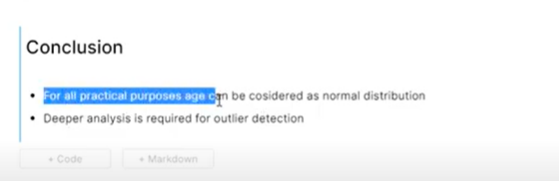 Conclusion
• For all practical purposes age can be cosidered as normal distribution
• Deeper analysis is required for outlier detection
+ Code + Markdown